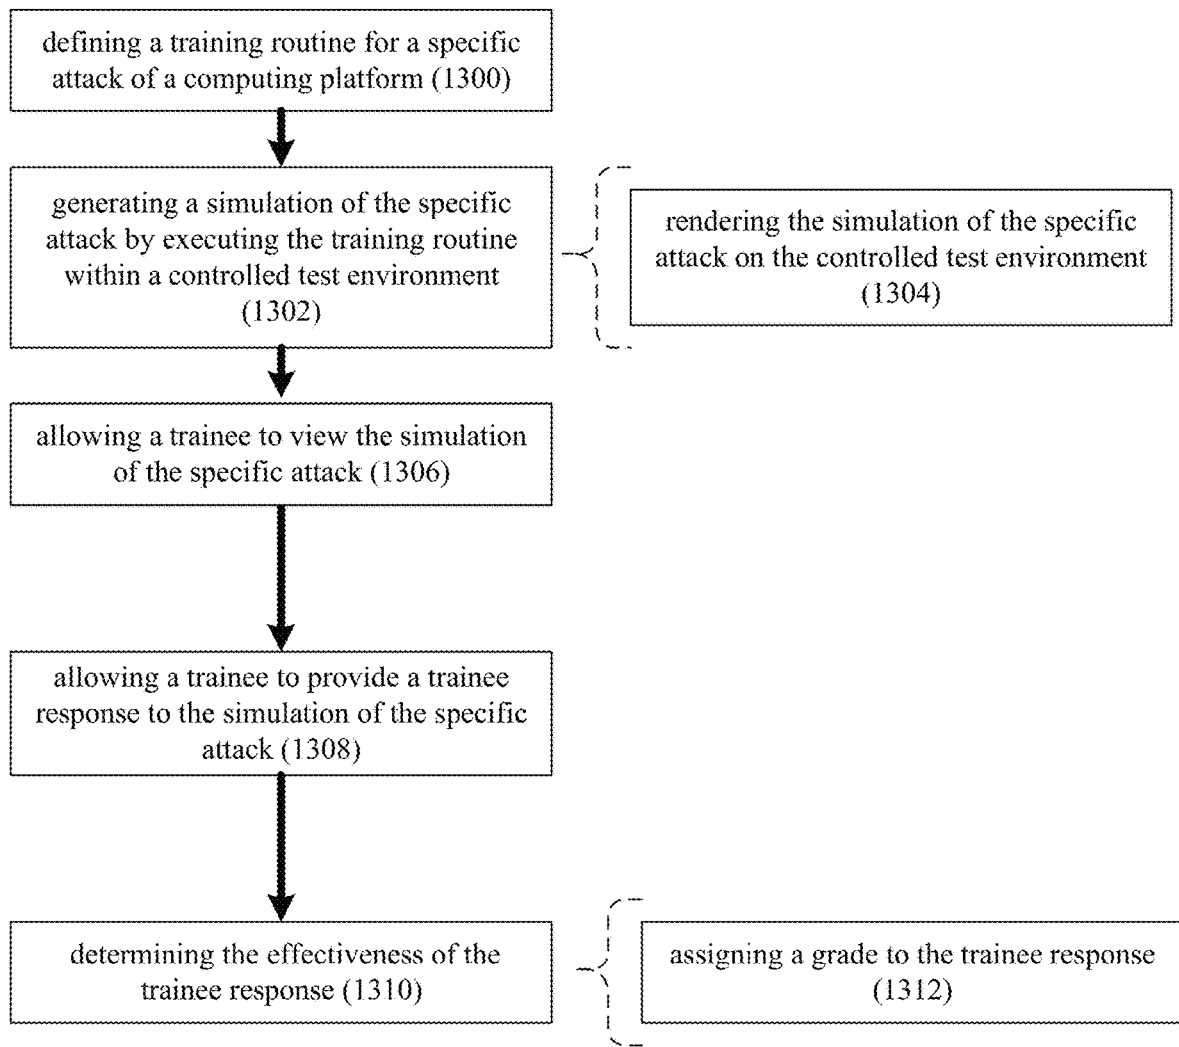 defining a training routine for a specific
attack of a computing platform (1300)
generating a simulation of the specific
attack by executing the training routine
within a controlled test environment
(1302)
rendering the simulation of the specific
attack on the controlled test environment
(1304)
allowing a trainee to view the simulation
of the specific attack (1306)
allowing a trainee to provide a trainee
response to the simulation of the specific
attack (1308)
determining the effectiveness of the
trainee response (1310)
assigning a grade to the trainee response
(1312)